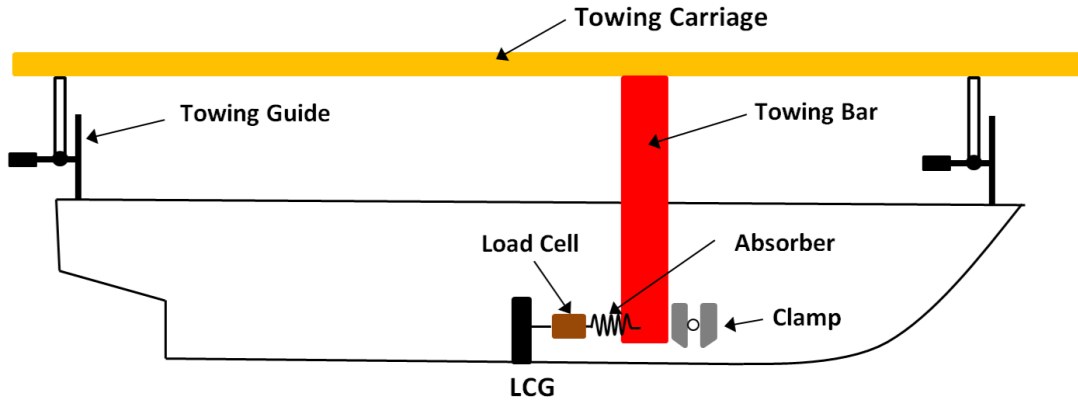 Towing Carriage
Towing Guide
Towing Bar
Load Cell
Absorber
Clamp
LCG